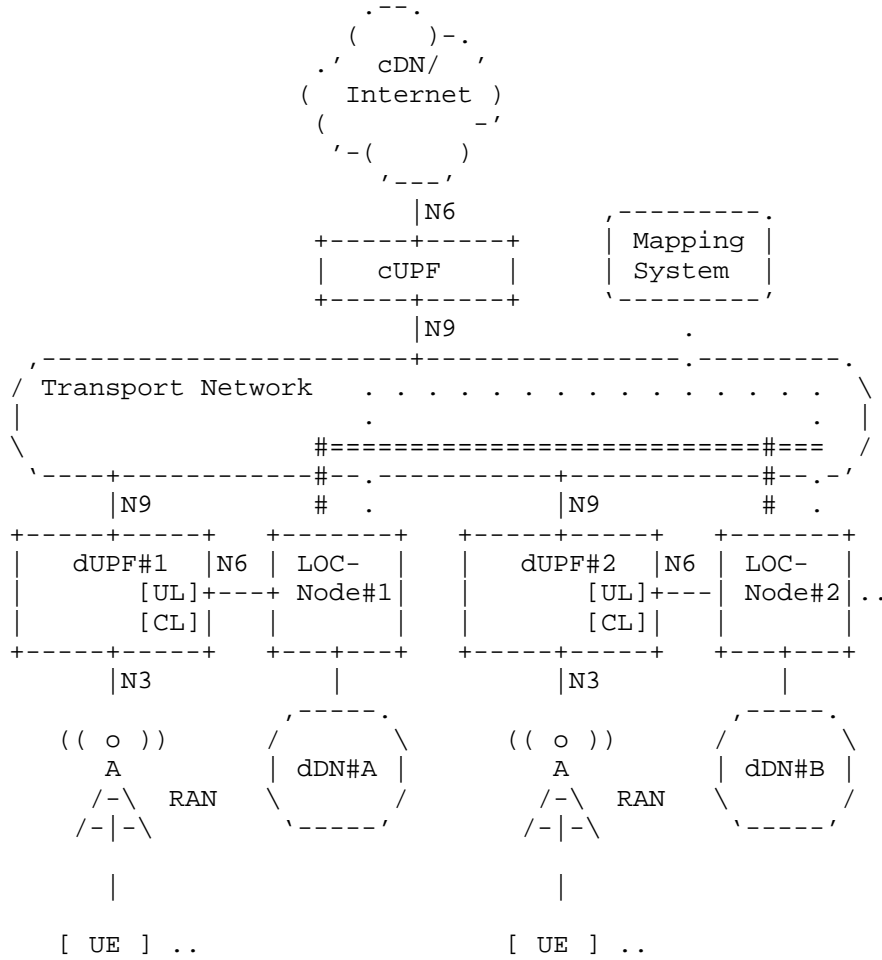 cDN/
Internet
N6
Mapping
cUPF
System
N9
Transport Network
N9 N9
dUPF#1 N6 LOC- dUPF#2 N6 LOC-
[UL] Node#1 [UL] Node#2 ..
[CL] [CL]
N3 N3
(( o )) (( o ))
A dDN#A A dDN#B
RAN RAN
[ UE ] .. [ UE ] ..